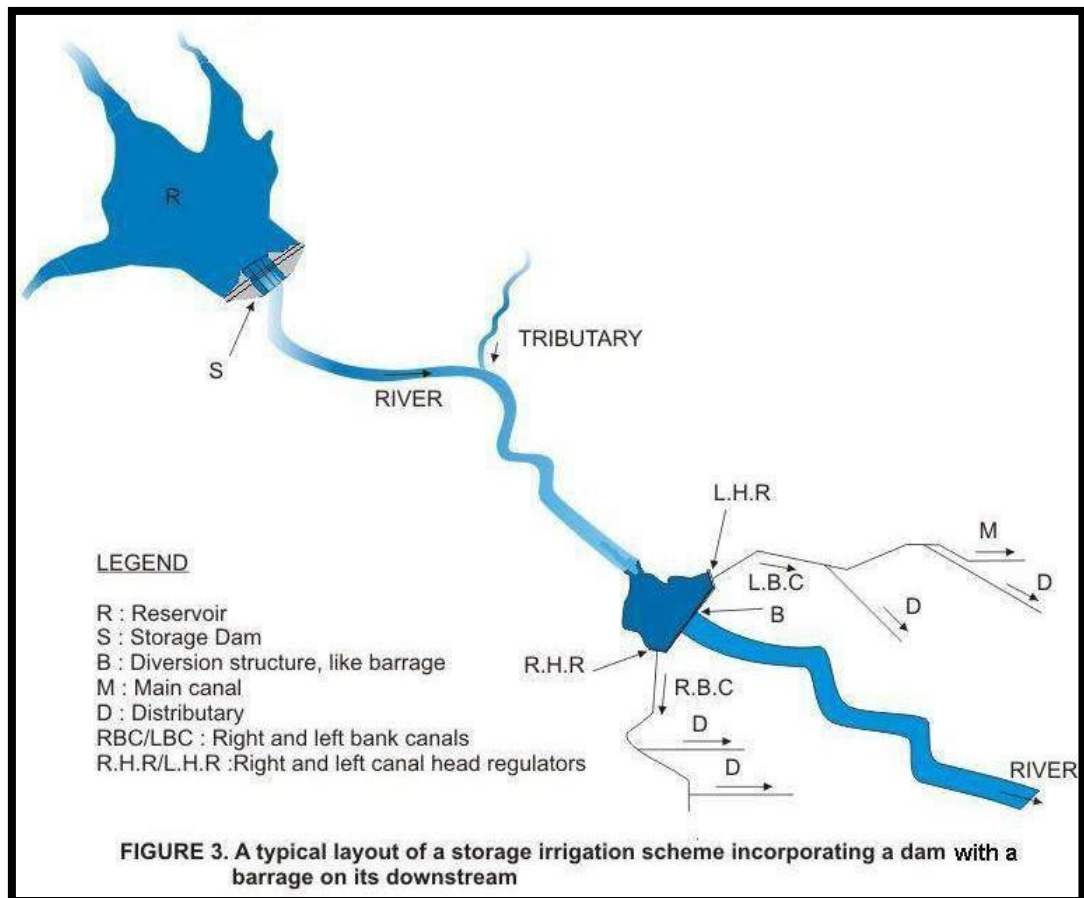 R
S
TRIBUTARY
RIVER
L.H.R
M
L.B.C
D
D
B
R.H.R
R.B.C
D
D
RIVER
LEGEND
R : Reservoir
S : Storage Dam
B : Diversion structure, like barrage
M : Main canal
D : Distributary
RBC/LBC : Right and left bank canals
R.H.R/L.H.R :Right and left canal head regulators
FIGURE 3. A typical layout of a storage irrigation scheme incorporating a dam with a
barrage on its downstream